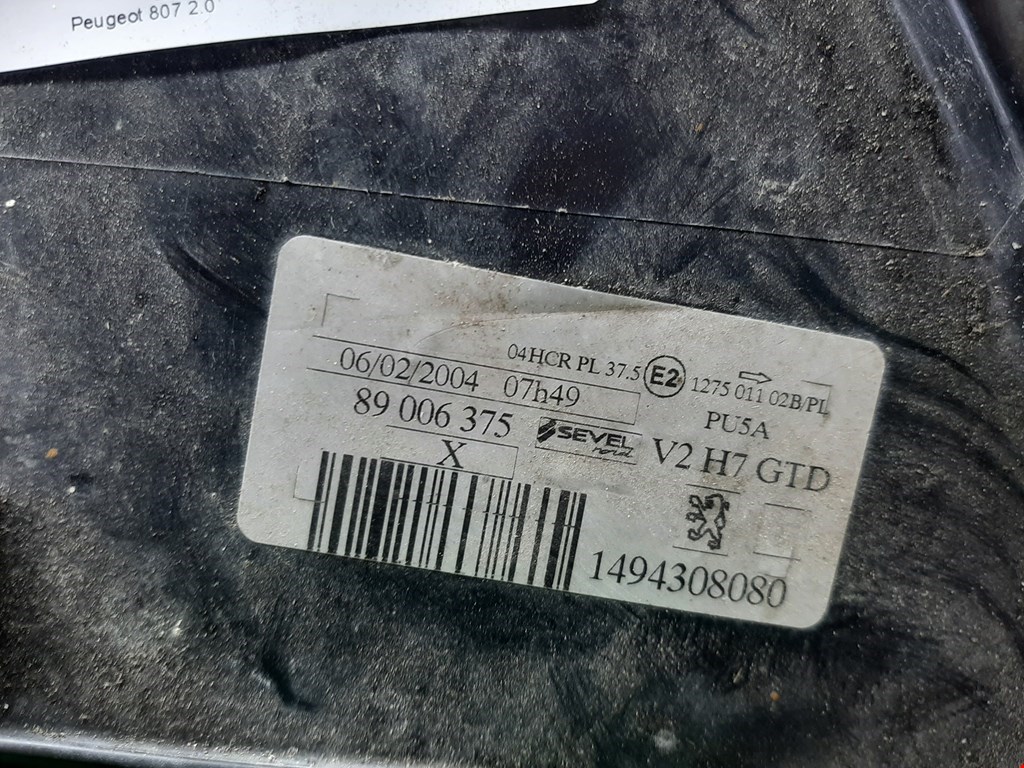 Peugeot 807 2.0
04HCR PL 37.5 E2 1275 011 02B/PL
06/02/2004 07h49
PU5A
89 006 375 SEVEL nord V2 H7 GTD
X
1494308080